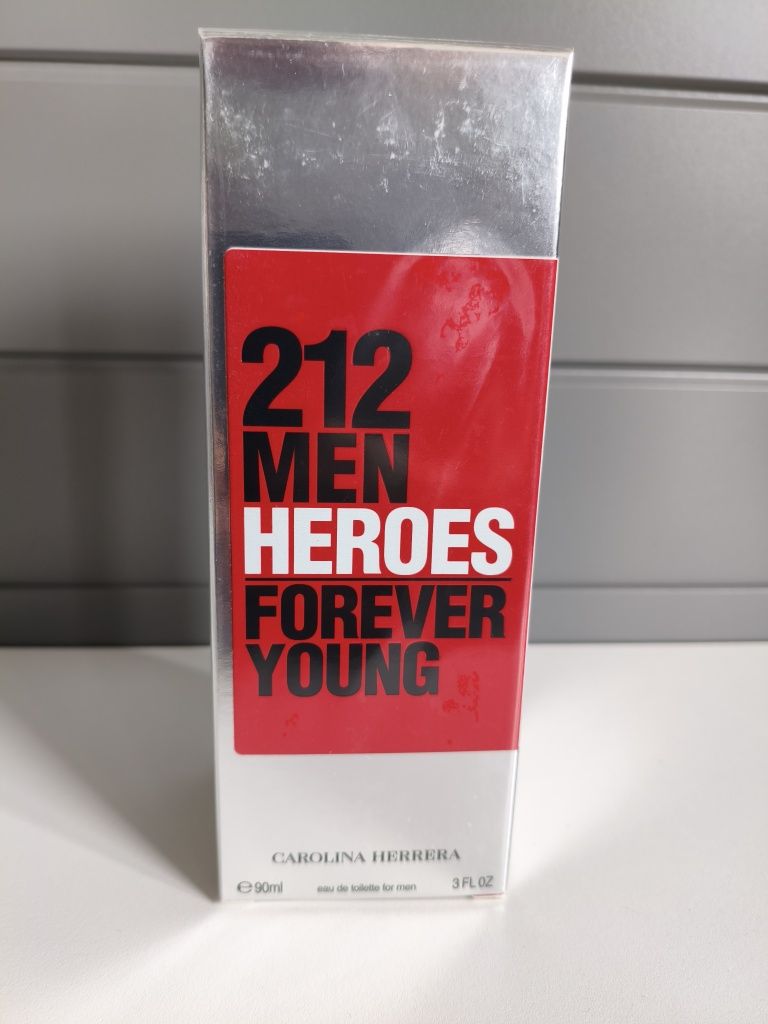 212
MEN
HEROES
FOREVER
YOUNG
CAROLINA HERRERA
℮90ml eau de toilette for men 3 FL OZ